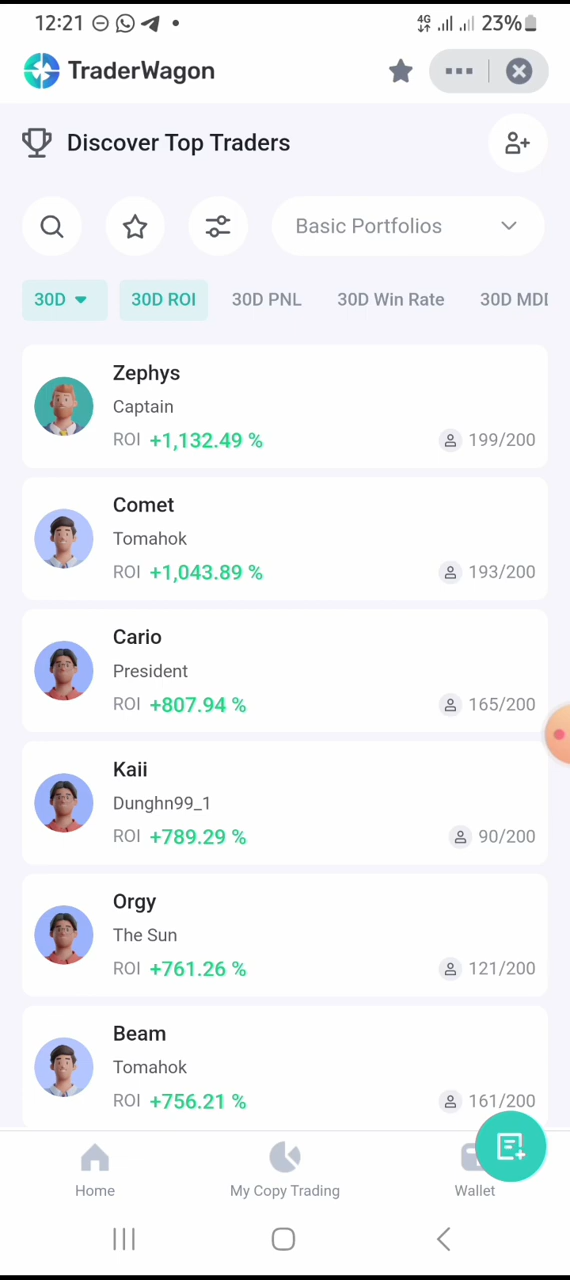 12:21
4G
23%
TraderWagon
Discover Top Traders
Basic Portfolios
30D
30D ROI
30D PNL
30D Win Rate
30D MDD
Zephys
Captain
ROI +1,132.49 %
199/200
Comet
Tomahok
ROI +1,043.89 %
193/200
Cario
President
ROI +807.94 %
165/200
Kaii
Dunghn99_1
ROI +789.29 %
90/200
Orgy
The Sun
ROI +761.26 %
121/200
Beam
Tomahok
ROI +756.21 %
161/200
Home
My Copy Trading
Wallet